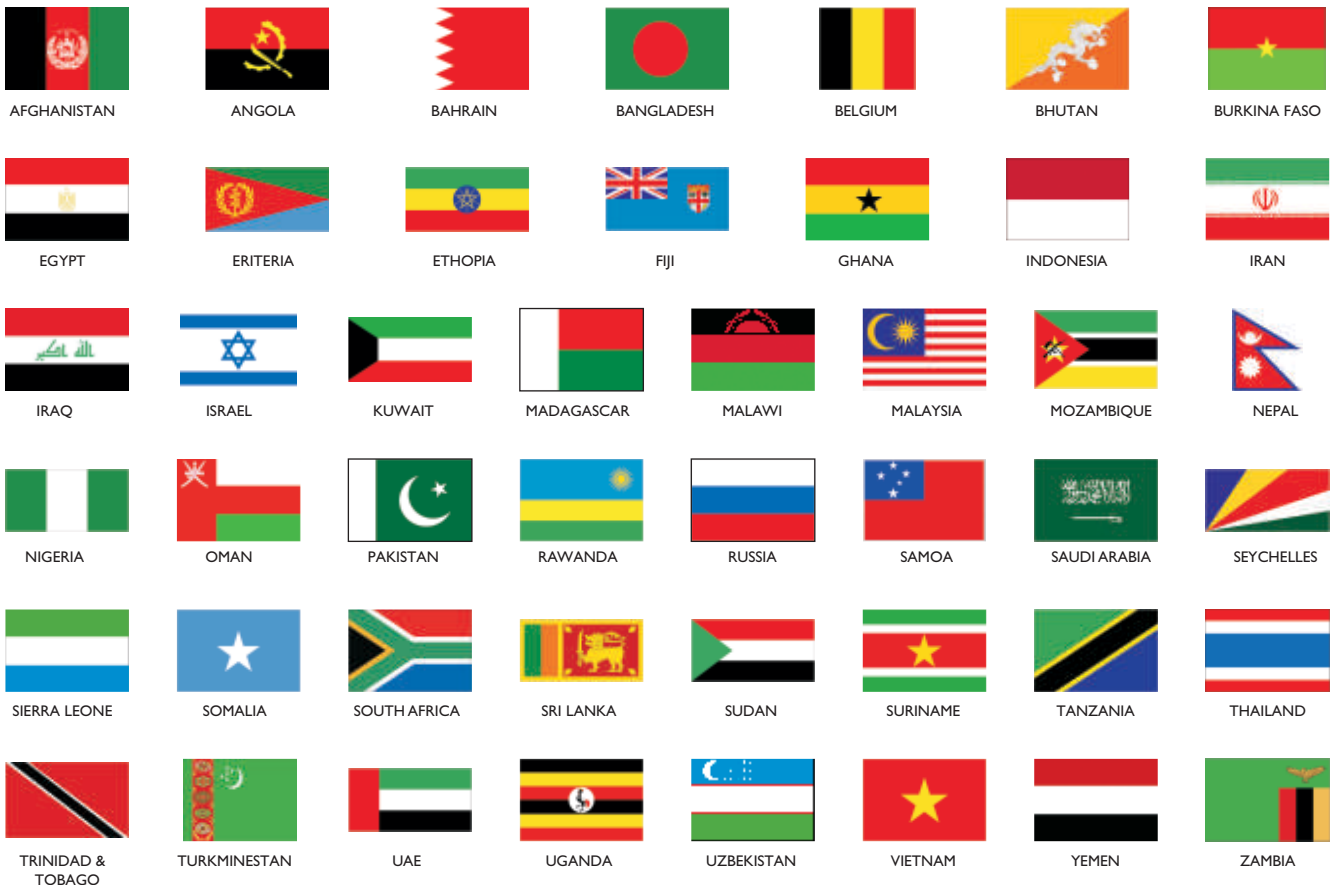 AFGHANISTAN
ANGOLA
BAHRAIN
BANGLADESH
BELGIUM
BHUTAN
BURKINA FASO
EGYPT
ERITERIA
ETHOPIA
FIJI
GHANA
INDONESIA
IRAN
الله اكبر
IRAQ
ISRAEL
KUWAIT
MADAGASCAR
MALAWI
MALAYSIA
MOZAMBIQUE
NEPAL
NIGERIA
OMAN
PAKISTAN
RAWANDA
RUSSIA
SAMOA
SAUDI ARABIA
SEYCHELLES
SIERRA LEONE
SOMALIA
SOUTH AFRICA
SRI LANKA
SUDAN
SURINAME
TANZANIA
THAILAND
TRINIDAD &
TOBAGO
TURKMINESTAN
UAE
UGANDA
UZBEKISTAN
VIETNAM
YEMEN
ZAMBIA